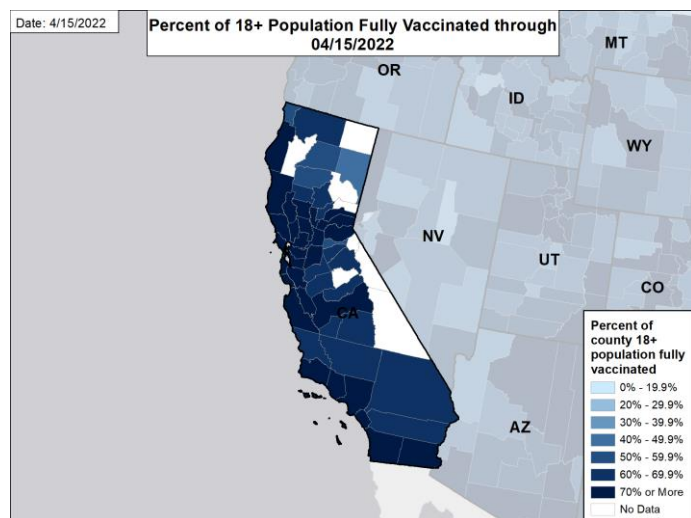 Date: 4/15/2022
Percent of 18+ Population Fully Vaccinated through
04/15/2022
MT
OR
ID
WY
NV
UT
CO
CA
AZ
Percent of
county 18+
population fully
vaccinated
0% - 19.9%
20% - 29.9%
30% - 39.9%
40% - 49.9%
50% - 59.9%
60% - 69.9%
70% or More
No Data